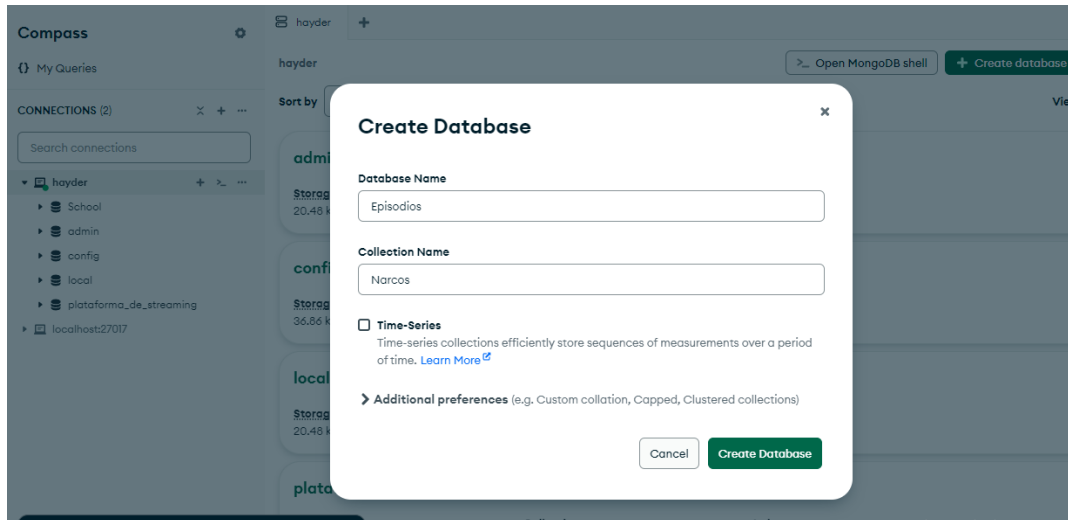 Compass
{} My Queries
CONNECTIONS (2)
Search connections
hayder
School
admin
config
local
plataforma_de_streaming
localhost:27017
hayder
hayder
>_ Open MongoDB shell
+ Create database
Sort by
Create Database
Database Name
Episodios
Collection Name
Narcos
Time-Series
Time-series collections efficiently store sequences of measurements over a period
of time. Learn More
Additional preferences (e.g. Custom collation, Capped, Clustered collections)
Cancel
Create Database
20.48 k
36.86 k
local
20.48 k